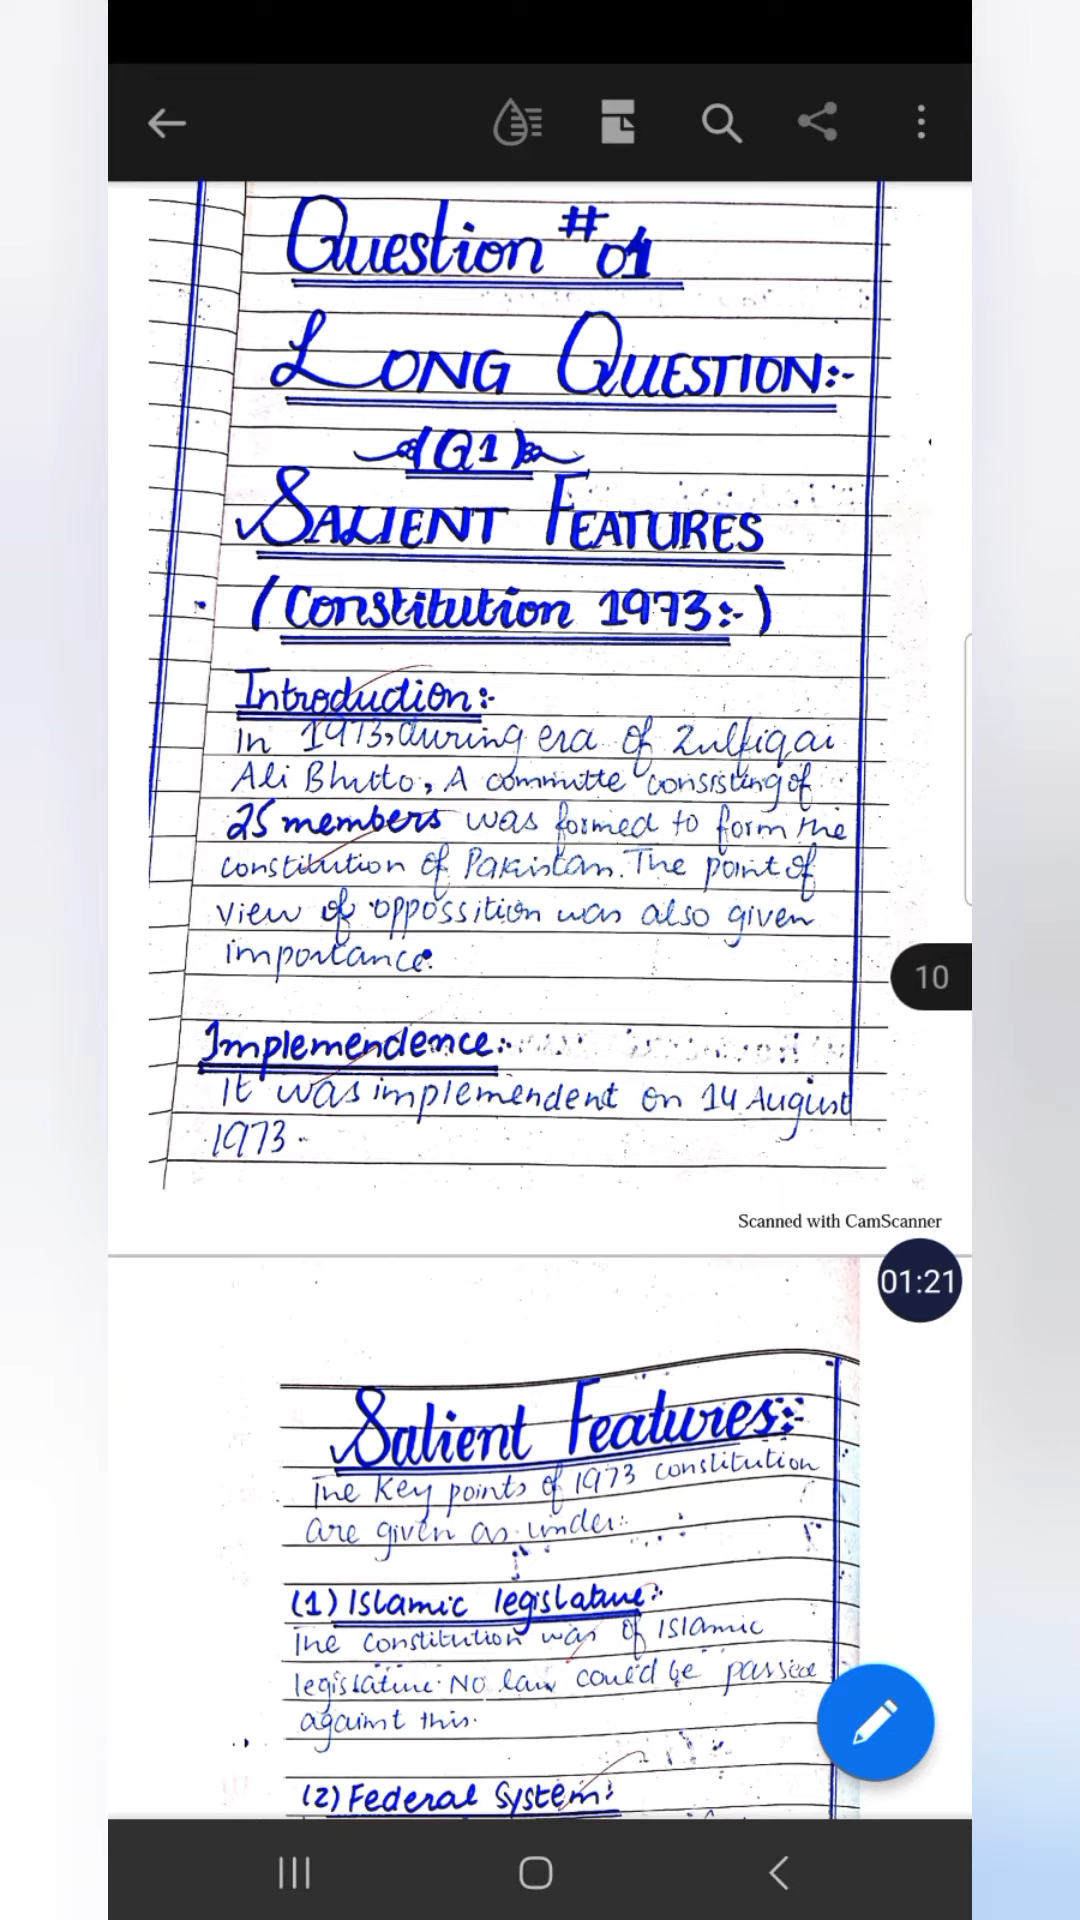 Question #01
LONG QUESTION:-
(Q1)
SALIENT FEATURES
(Constitution 1973:-)
Introduction:-
In 1973, during era of Zulfiqar
Ali Bhutto, A committe consisting of
25 members was formed to form the
constitution of Pakistan. The point of
view of oppossition was also given
importance.
10
Implemendence:-
It was implemendent on 14 August
1973.
Scanned with CamScanner
01:21
Salient Features:-
The Key points of 1973 constitution
are given as under:
(1) Islamic legislature:-
The constitution was of Islamic
legislature. No law could be passed
against this.
(2) Federal System: